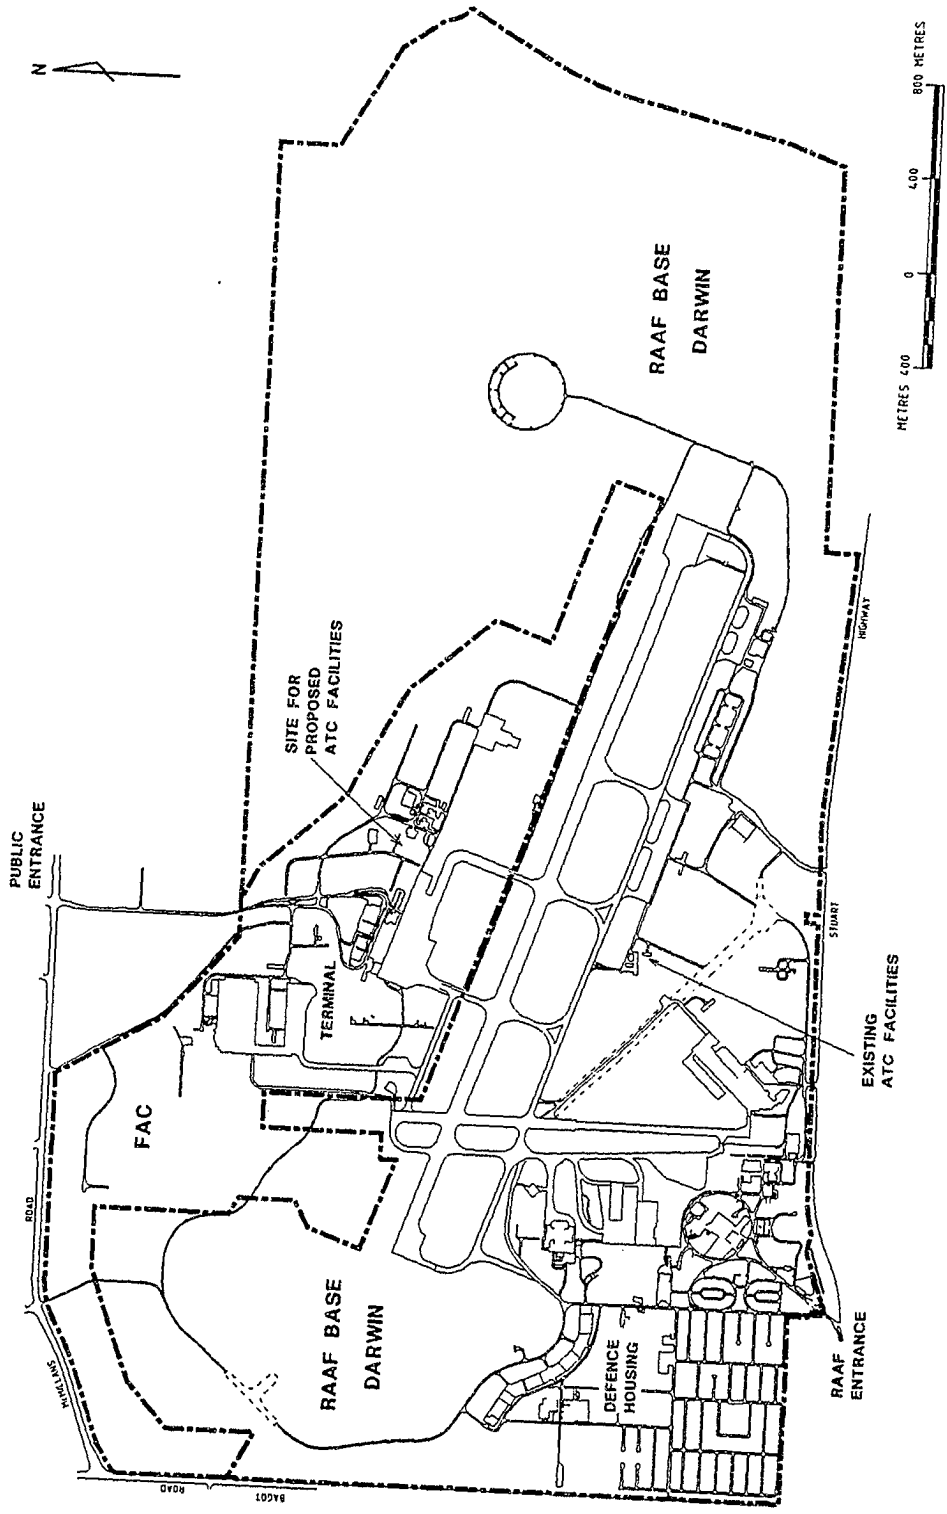 N
PUBLIC
ENTRANCE
SITE FOR
PROPOSED
ATC FACILITIES
RAAF BASE
DARWIN
TERMINAL
FAC
ROAD
McMILLANS
ROAD
BAGOT
RAAF BASE
DARWIN
DEFENCE
HOUSING
RAAF
ENTRANCE
EXISTING
ATC FACILITIES
STUART
HIGHWAY
METRES 400
0
400
800 METRES